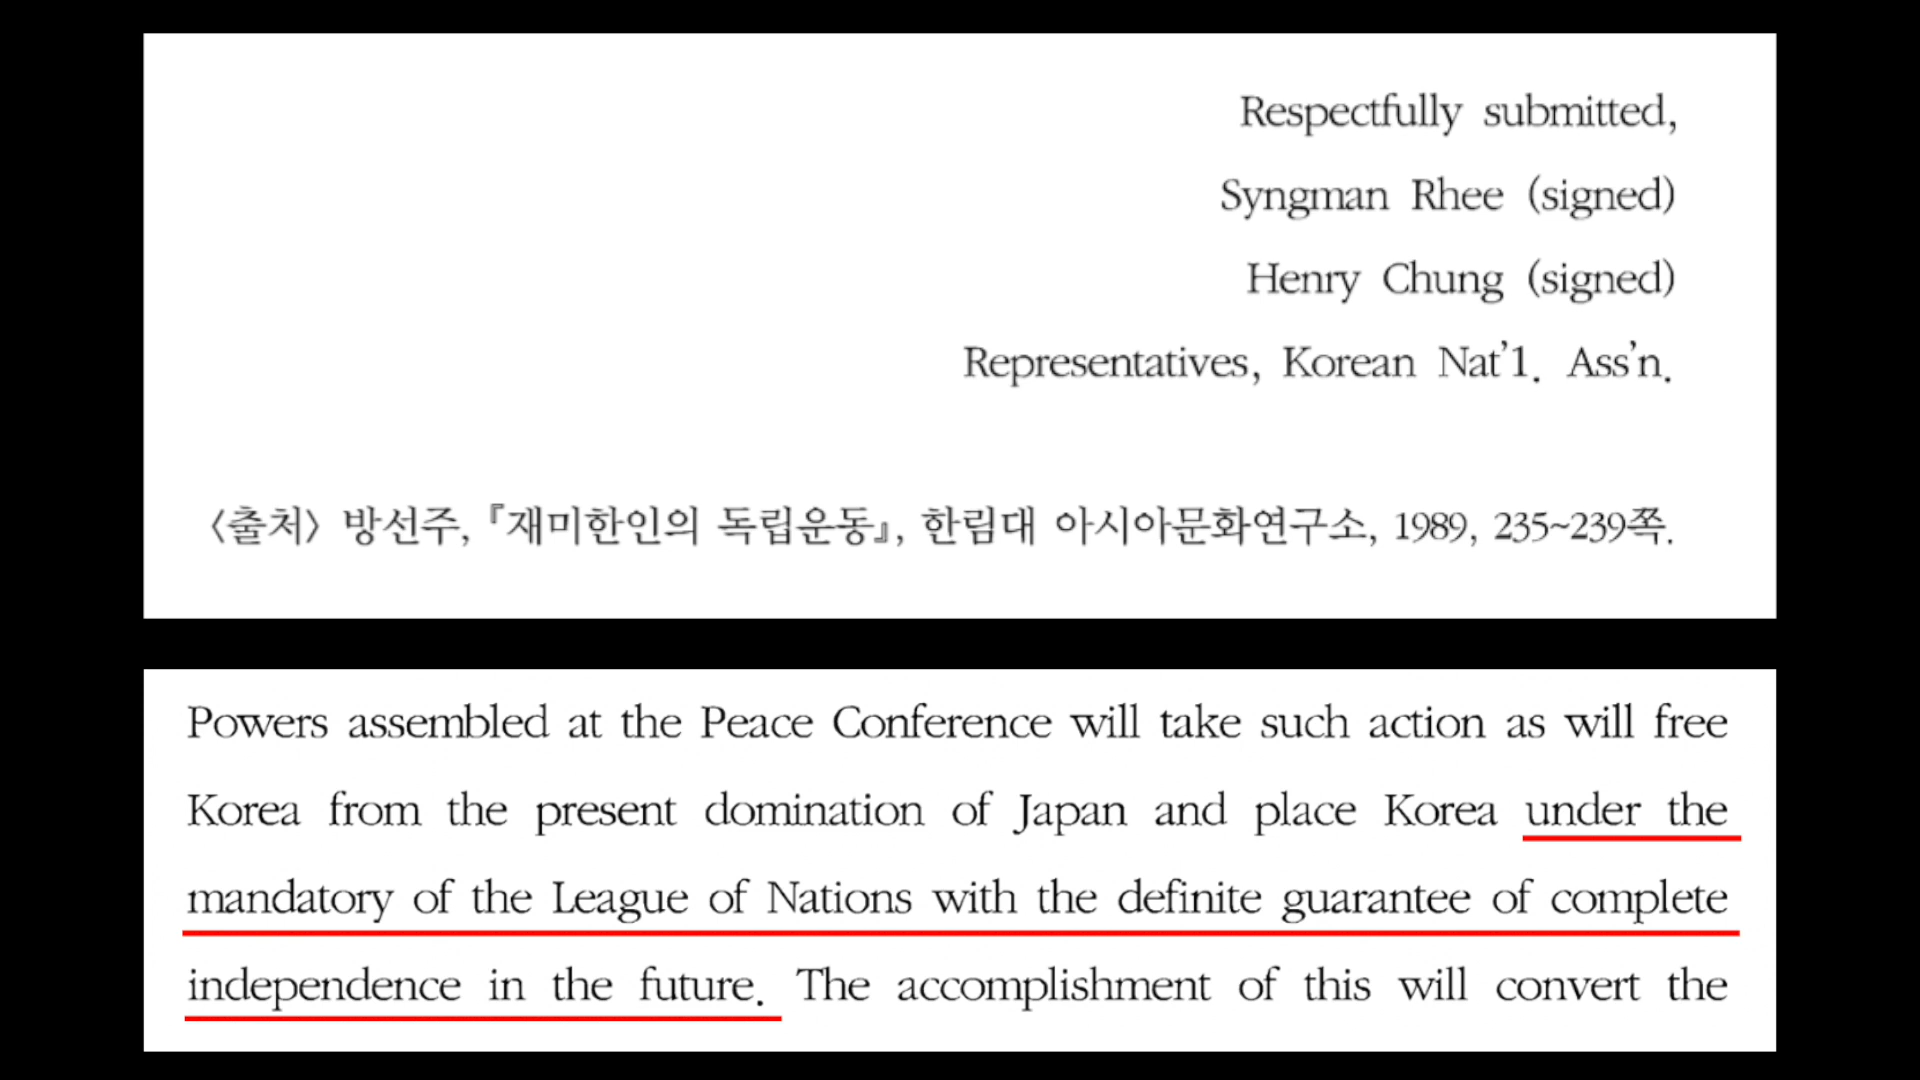 Respectfully submitted,
Syngman Rhee (signed)
Henry Chung (signed)
Representatives, Korean Nat'1. Ass'n.
〈출처〉 방선주, 『재미한인의 독립운동』, 한림대 아시아문화연구소, 1989, 235~239쪽.
Powers assembled at the Peace Conference will take such action as will free
Korea from the present domination of Japan and place Korea under the
mandatory of the League of Nations with the definite guarantee of complete
independence in the future. The accomplishment of this will convert the